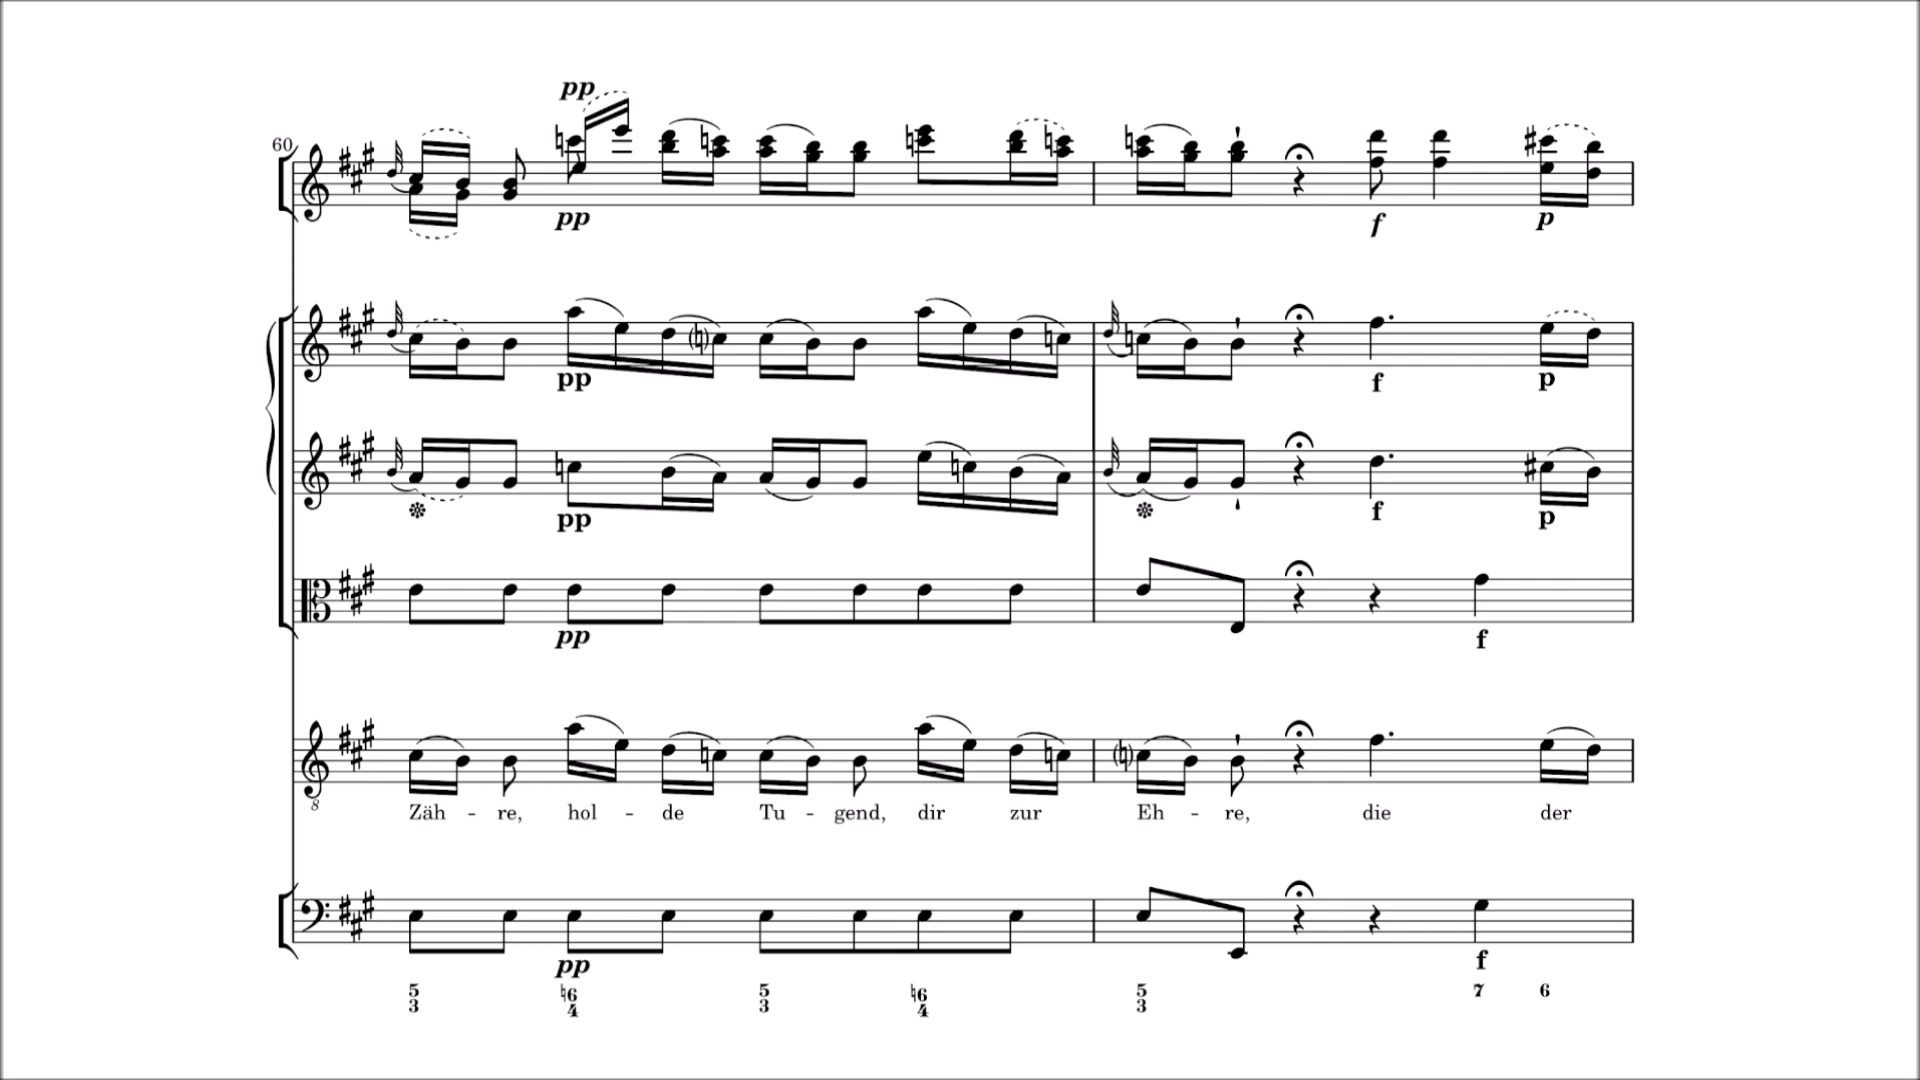 pp
60
pp f p
pp f p
pp f p
pp f
8
Zäh - re, hol - de Tu - gend, dir zur Eh - re, die der
pp f
5 ♮6 5 ♮6 5 7 6
3 4 3 4 3